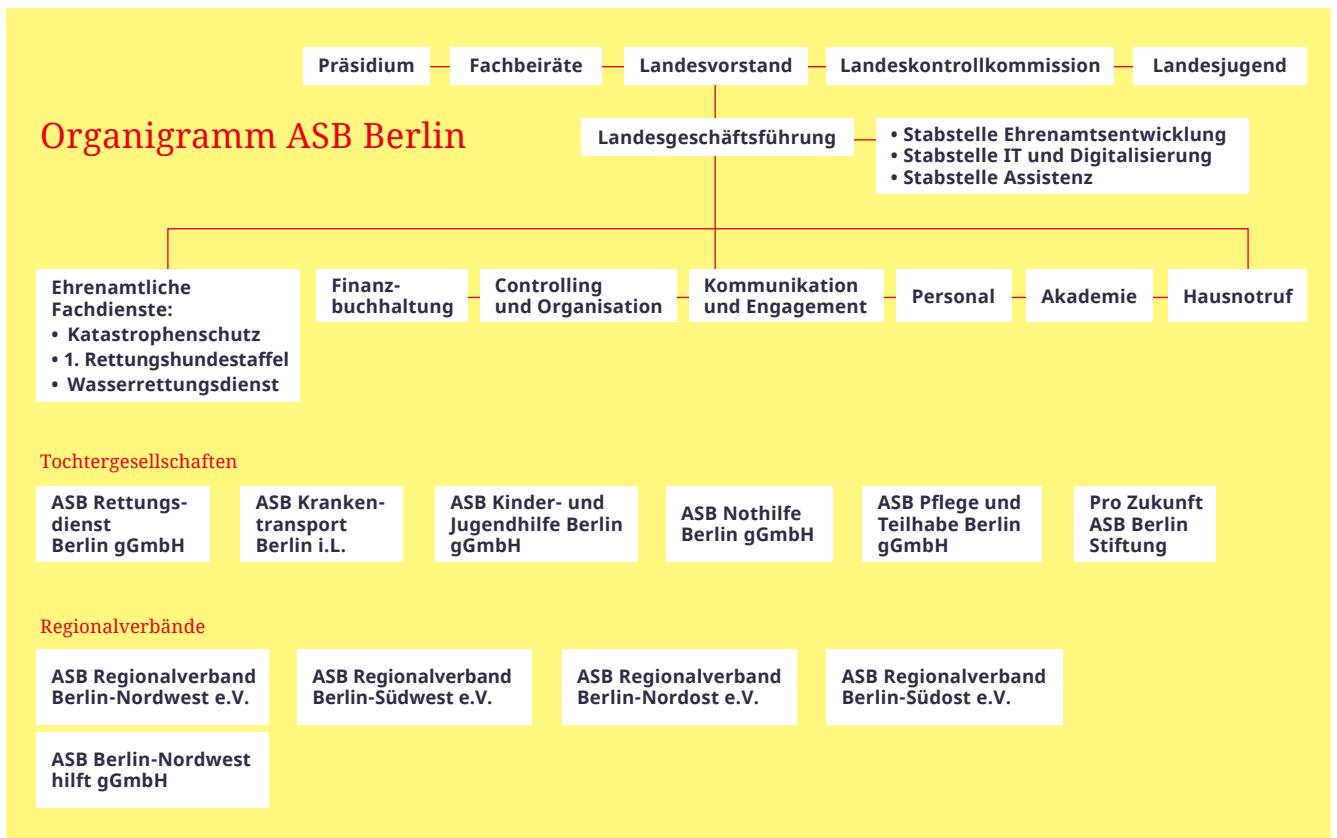 Präsidium
Fachbeiräte
Landesvorstand
Landeskontrollkommission
Landesjugend
Organigramm ASB Berlin
Landesgeschäftsführung
• Stabstelle Ehrenamtsentwicklung
• Stabstelle IT und Digitalisierung
• Stabstelle Assistenz
Ehrenamtliche
Fachdienste:
• Katastrophenschutz
• 1. Rettungshundestaffel
• Wasserrettungsdienst
Finanz-
buchhaltung
Controlling
und Organisation
Kommunikation
und Engagement
Personal
Akademie
Hausnotruf
Tochtergesellschaften
ASB Rettungs-
dienst
Berlin gGmbH
ASB Kranken-
transport
Berlin i.L.
ASB Kinder- und
Jugendhilfe Berlin
gGmbH
ASB Nothilfe
Berlin gGmbH
ASB Pflege und
Teilhabe Berlin
gGmbH
Pro Zukunft
ASB Berlin
Stiftung
Regionalverbände
ASB Regionalverband
Berlin-Nordwest e.V.
ASB Regionalverband
Berlin-Südwest e.V.
ASB Regionalverband
Berlin-Nordost e.V.
ASB Regionalverband
Berlin-Südost e.V.
ASB Berlin-Nordwest
hilft gGmbH